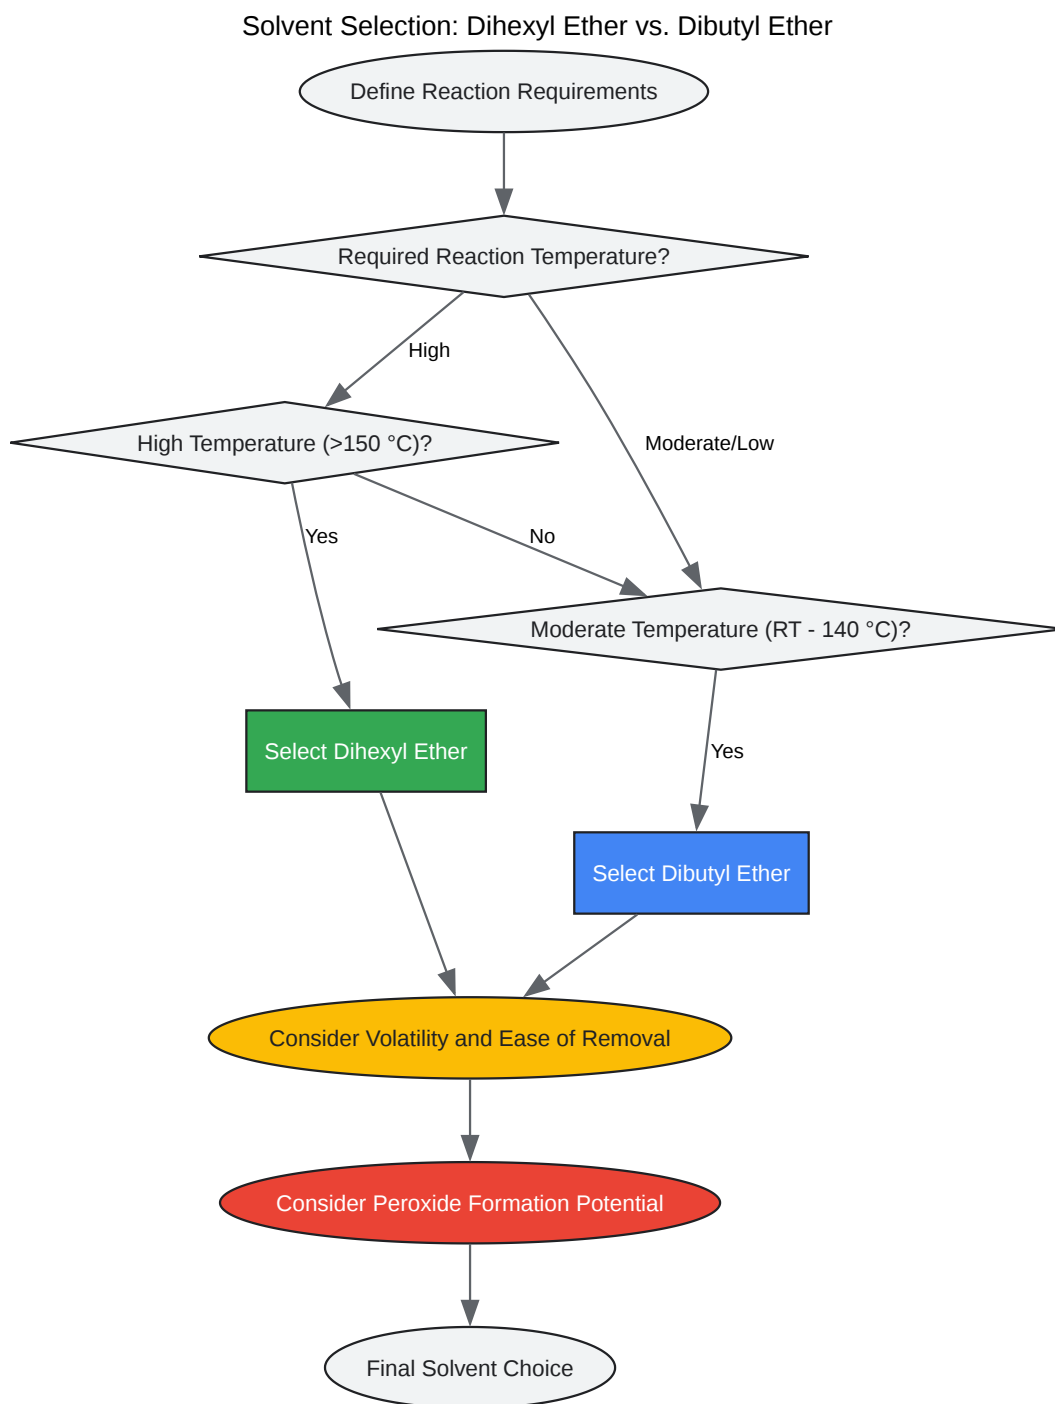 Solvent Selection: Dihexyl Ether vs. Dibutyl Ether
Define Reaction Requirements
Required Reaction Temperature?
High
High Temperature (>150 °C)?
Moderate/Low
Yes
No
Moderate Temperature (RT - 140 °C)?
Select Dihexyl Ether
Yes
Select Dibutyl Ether
Consider Volatility and Ease of Removal
Consider Peroxide Formation Potential
Final Solvent Choice